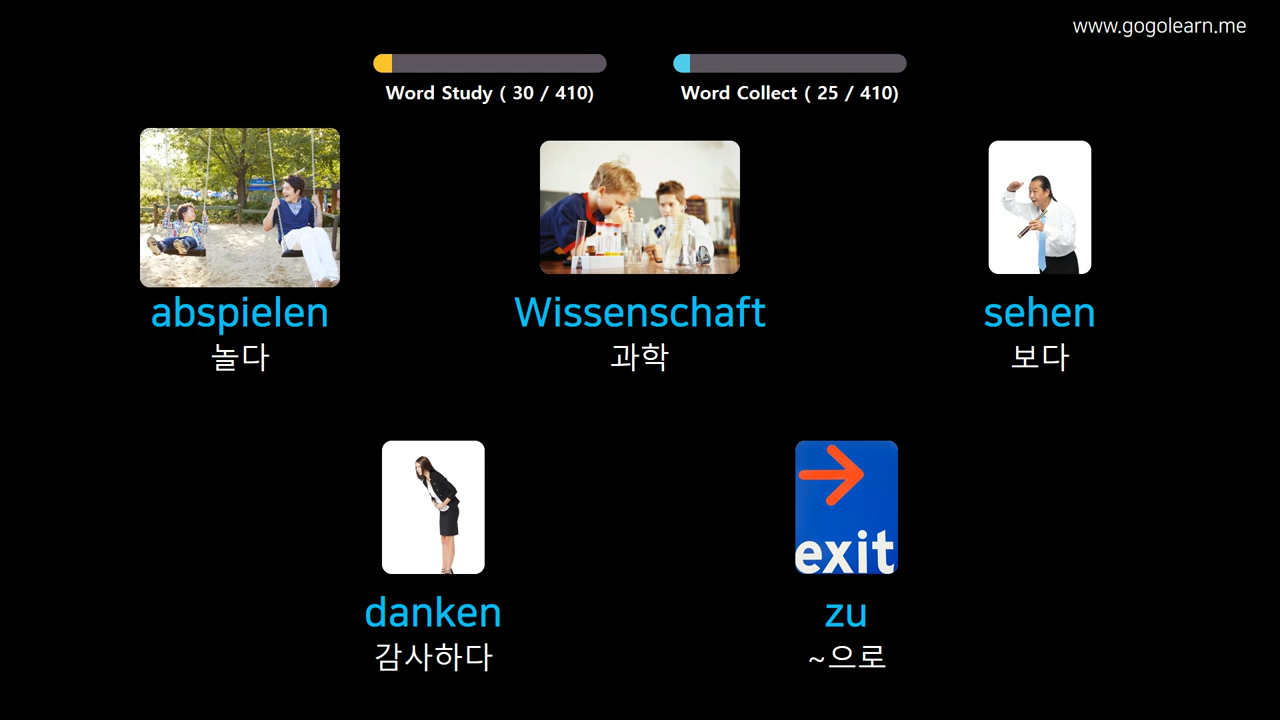 www.gogolearn.me
Word Study ( 30 / 410)
Word Collect ( 25 / 410)
abspielen
놀다
Wissenschaft
과학
sehen
보다
exit
danken
감사하다
zu
~으로